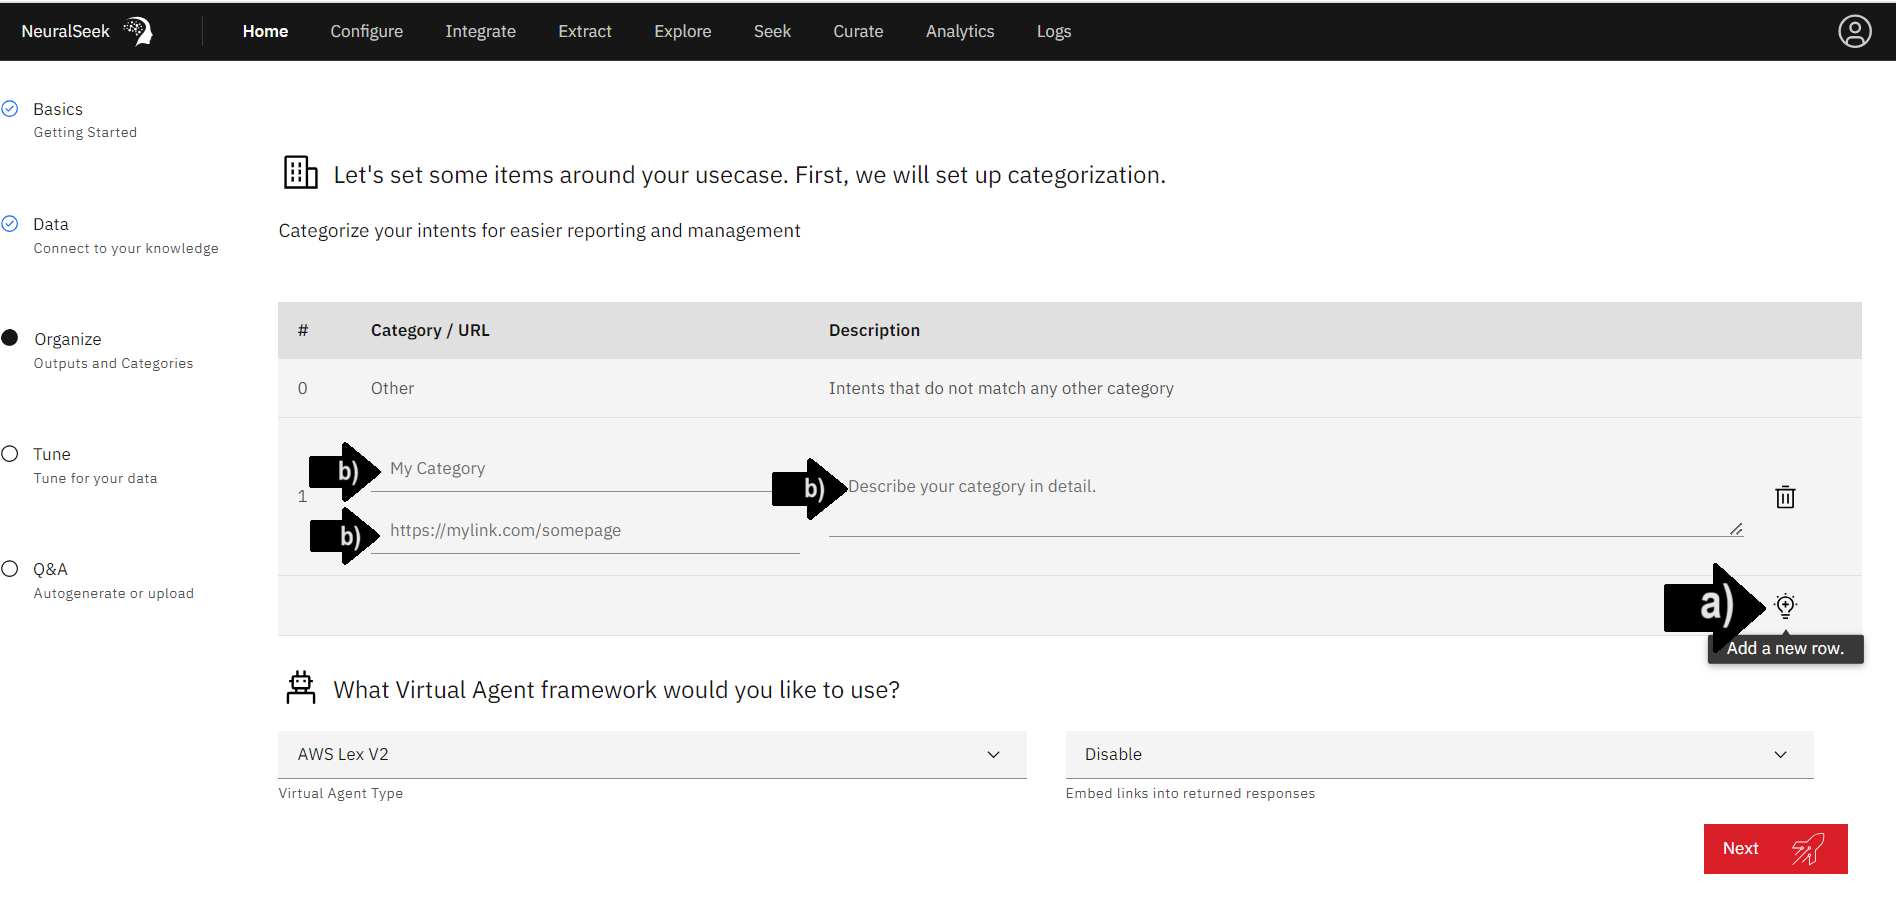 NeuralSeek Home Configure Integrate Extract Explore Seek Curate Analytics Logs
Basics
Getting Started
Data
Connect to your knowledge
Organize
Outputs and Categories
Tune
Tune for your data
Q&A
Autogenerate or upload
Let's set some items around your usecase. First, we will set up categorization.
Categorize your intents for easier reporting and management
# Category / URL Description
0 Other Intents that do not match any other category
1
b) My Category
b) https://mylink.com/somepage
b) Describe your category in detail.
a)
Add a new row.
What Virtual Agent framework would you like to use?
AWS Lex V2
Virtual Agent Type
Disable
Embed links into returned responses
Next